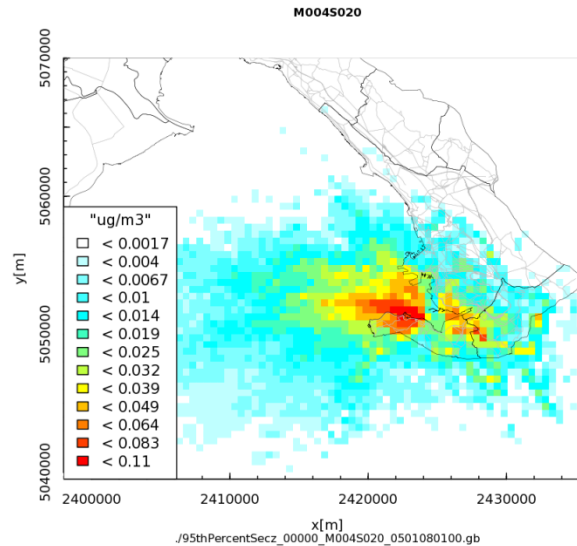 M004S020
5070000
5060000
5050000
5040000
y[m]
"ug/m3"
< 0.0017
< 0.004
< 0.0067
< 0.01
< 0.014
< 0.019
< 0.025
< 0.032
< 0.039
< 0.049
< 0.064
< 0.083
< 0.11
2400000 2410000 2420000 2430000
x[m]
./95thPercentSecz_00000_M004S020_0501080100.gb